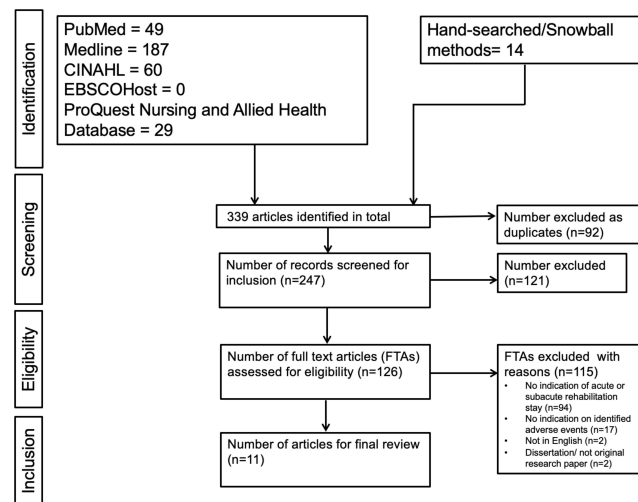 Identification
PubMed = 49
Medline = 187
CINAHL = 60
EBSCOHost = 0
ProQuest Nursing and Allied Health
Database = 29
Hand-searched/Snowball
methods= 14
Screening
339 articles identified in total
Number excluded as
duplicates (n=92)
Number of records screened for
inclusion (n=247)
Number excluded
(n=121)
Eligibility
Number of full text articles (FTAs)
assessed for eligibility (n=126)
FTAs excluded with
reasons (n=115)
• No indication of acute or
subacute rehabilitation
stay (n=94)
• No indication on identified
adverse events (n=17)
• Not in English (n=2)
• Dissertation/ not original
research paper (n=2)
Inclusion
Number of articles for final review
(n=11)